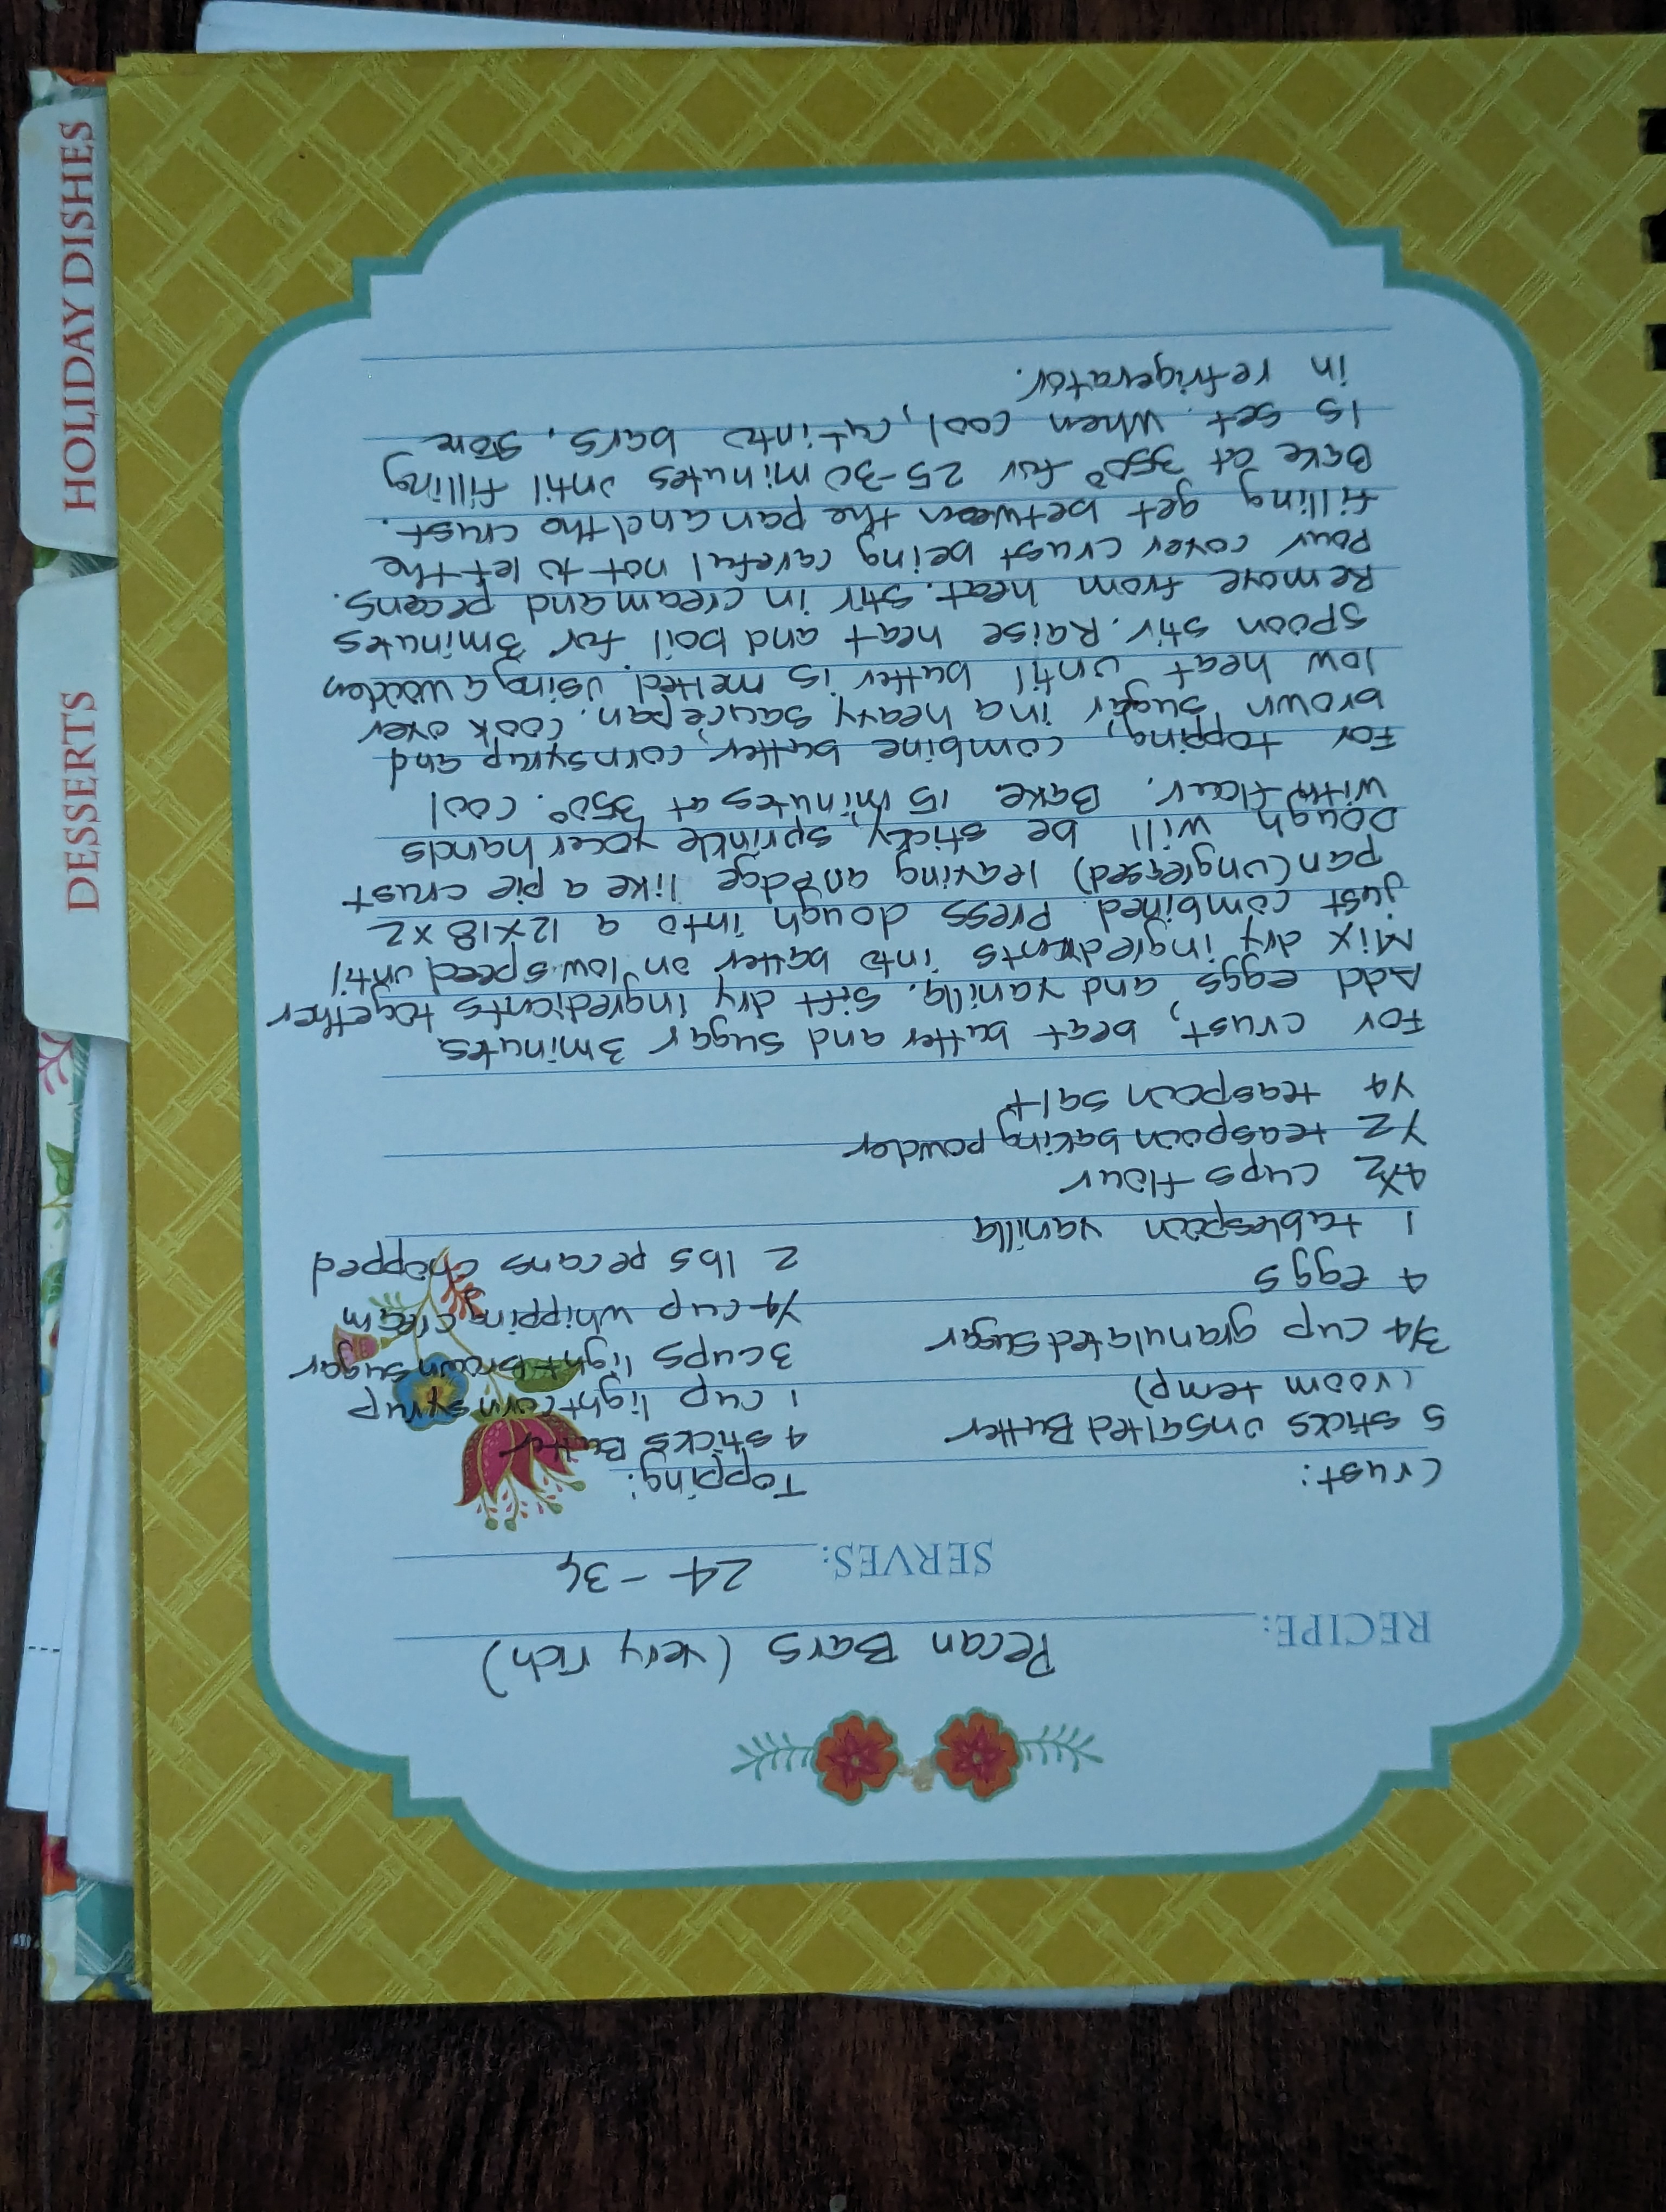 RECIPE: Pecan Bars (very rich)
SERVES: 24-36
Crust:
5 sticks unsalted Butter
(room temp)
3/4 cup granulated sugar
4 eggs
1 tablespoon vanilla
4 1/2 cups flour
1/2 teaspoon baking powder
1/4 teaspoon salt
Topping:
4 sticks Butter
1 cup light corn syrup
3 cups light brown sugar
1/4 cup whipping cream
2 lbs pecans chopped
For crust, beat butter and sugar 3 minutes
Add eggs and vanilla. Sift dry ingredients together
Mix dry ingredients into batter on low speed until
just combined. Press dough into a 12x18x2
pan (ungreased) leaving an edge like a pie crust
Dough will be sticky, sprinkle your hands
with flour. Bake 15 minutes at 350°. Cool
For topping, combine butter, corn syrup and
brown sugar in a heavy saucepan. Cook over
low heat until butter is melted. Using a wooden
spoon stir. Raise heat and boil for 3 minutes
Remove from heat. Stir in cream and pecans.
Pour cover crust being careful not to let the
filling get between the pan and the crust.
Bake at 350° for 25-30 minutes until filling
is set. When cool, cut into bars, store
in refrigerator.
DESSERTS
HOLIDAY DISHES